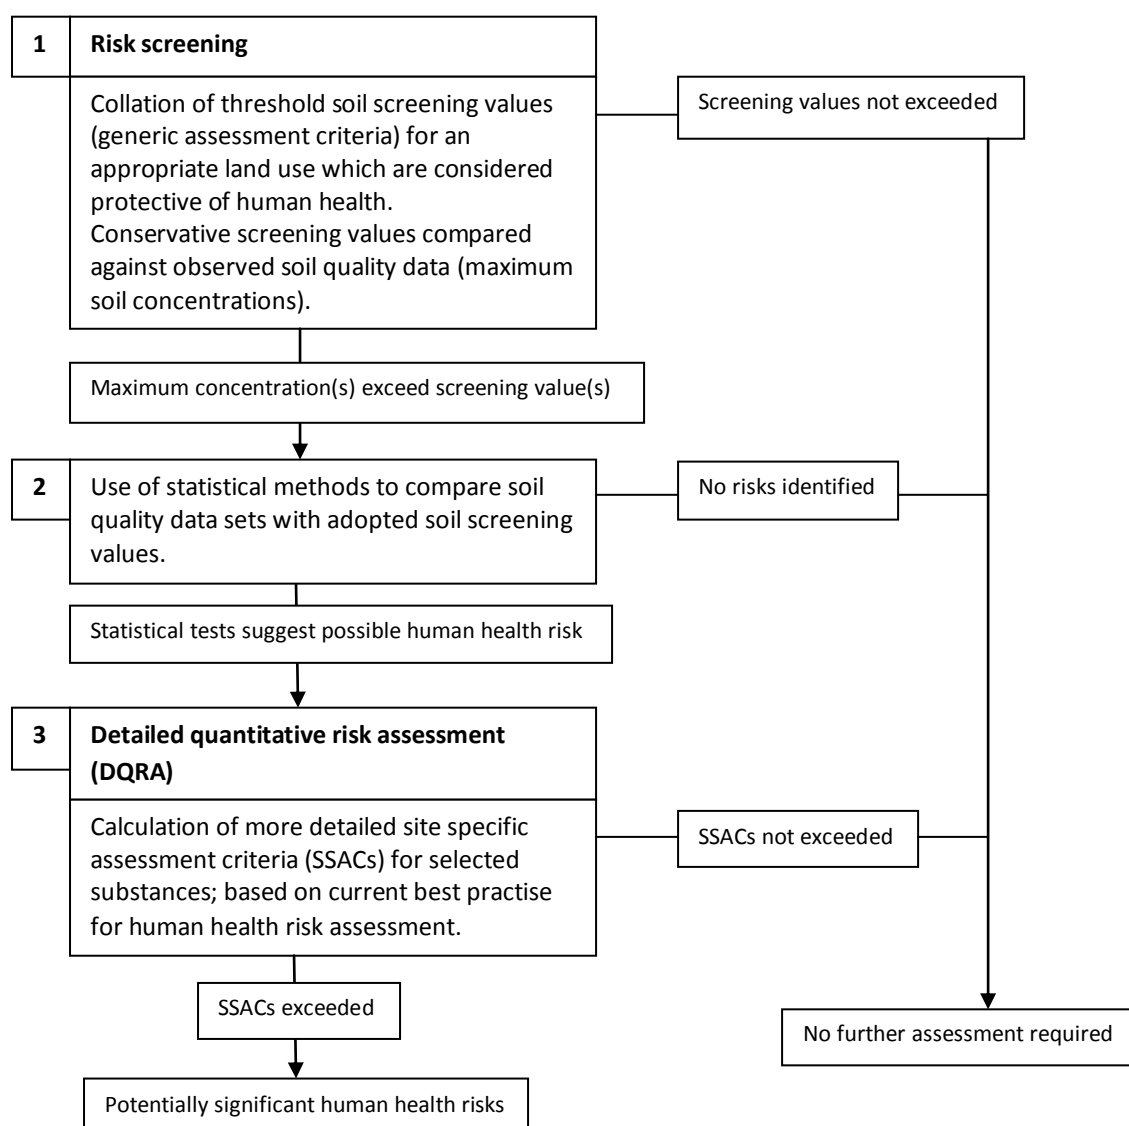 1
Risk screening
Collation of threshold soil screening values
(generic assessment criteria) for an
appropriate land use which are considered
protective of human health.
Conservative screening values compared
against observed soil quality data (maximum
soil concentrations).
Screening values not exceeded
Maximum concentration(s) exceed screening value(s)
2
Use of statistical methods to compare soil
quality data sets with adopted soil screening
values.
No risks identified
Statistical tests suggest possible human health risk
3
Detailed quantitative risk assessment
(DQRA)
Calculation of more detailed site specific
assessment criteria (SSACs) for selected
substances; based on current best practise
for human health risk assessment.
SSACs not exceeded
SSACs exceeded
No further assessment required
Potentially significant human health risks